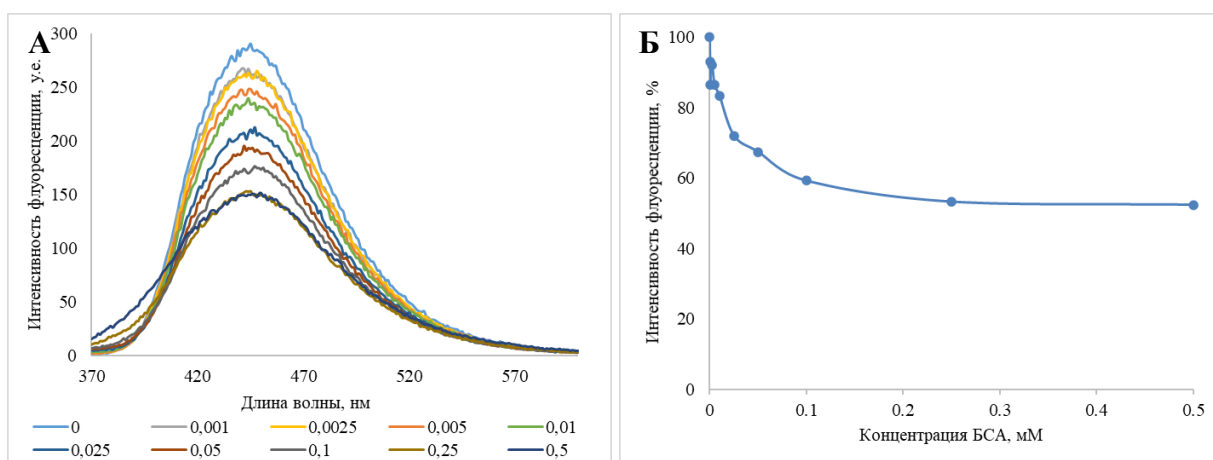 А
Интенсивность флуоресценции, у.е.
300
250
200
150
100
50
0
370 420 470 520 570
Длина волны, нм
0 0,001 0,0025 0,005 0,01
0,025 0,05 0,1 0,25 0,5
Б
Интенсивность флуоресценции, %
100
80
60
40
20
0
0 0.1 0.2 0.3 0.4 0.5
Концентрация БСА, мМ